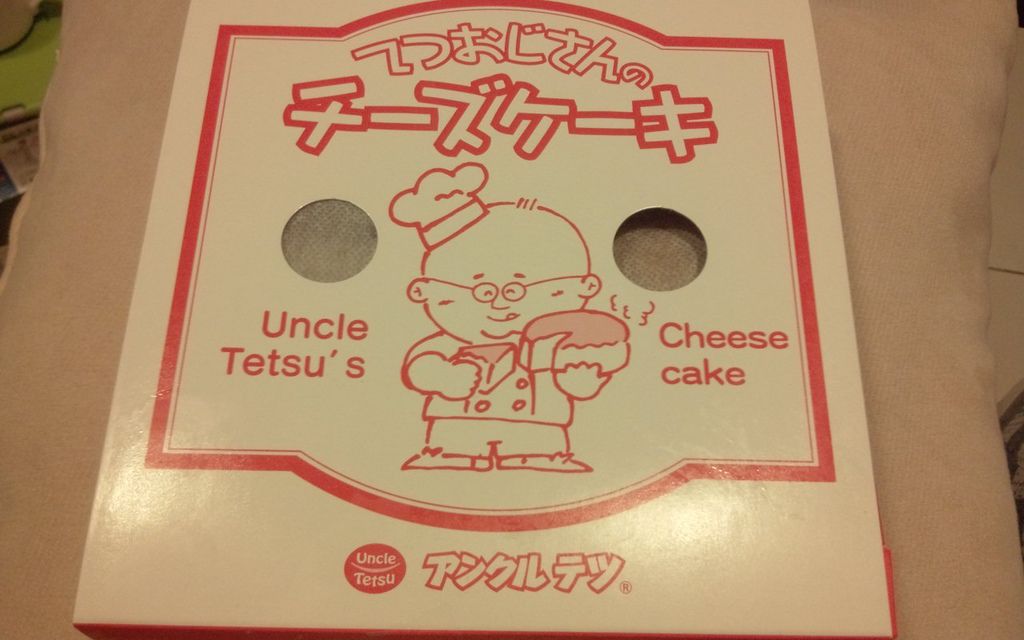 てつおじさんの
チーズケーキ
Uncle
Tetsu's
Cheese
cake
Uncle
Tetsu
アンクルテツ®